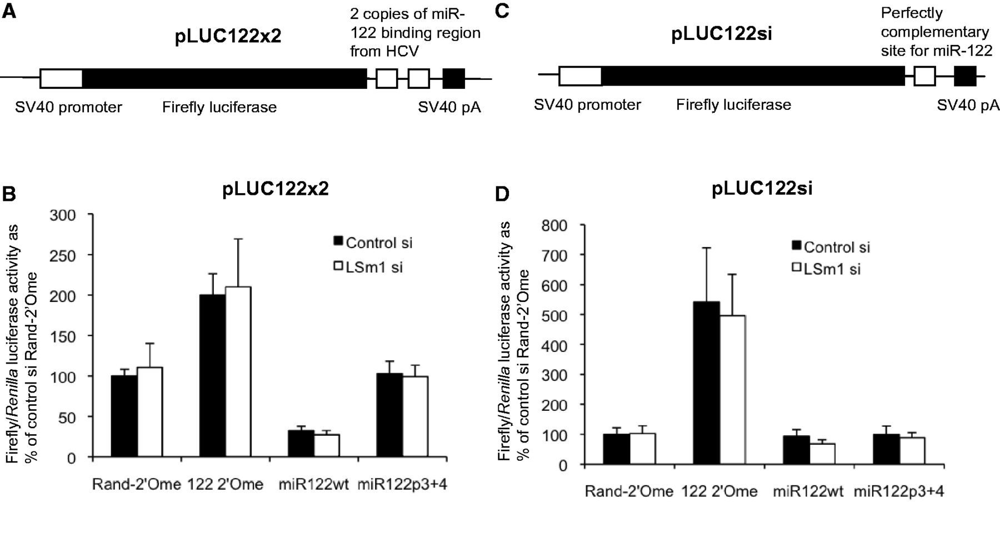 A
pLUC122x2
2 copies of miR-
122 binding region
from HCV
SV40 promoter
Firefly luciferase
SV40 pA
C
pLUC122si
Perfectly
complementary
site for miR-122
SV40 promoter
Firefly luciferase
SV40 pA
B
pLUC122x2
Firefly/Renilla luciferase activity as
% of control si Rand-2’Ome
300
250
200
150
100
50
0
Control si
LSm1 si
Rand-2'Ome 122 2'Ome miR122wt miR122p3+4
D
pLUC122si
Firefly/Renilla luciferase activity as
% of control si Rand-2’Ome
800
700
600
500
400
300
200
100
0
Control si
LSm1 si
Rand-2'Ome 122 2'Ome miR122wt miR122p3+4